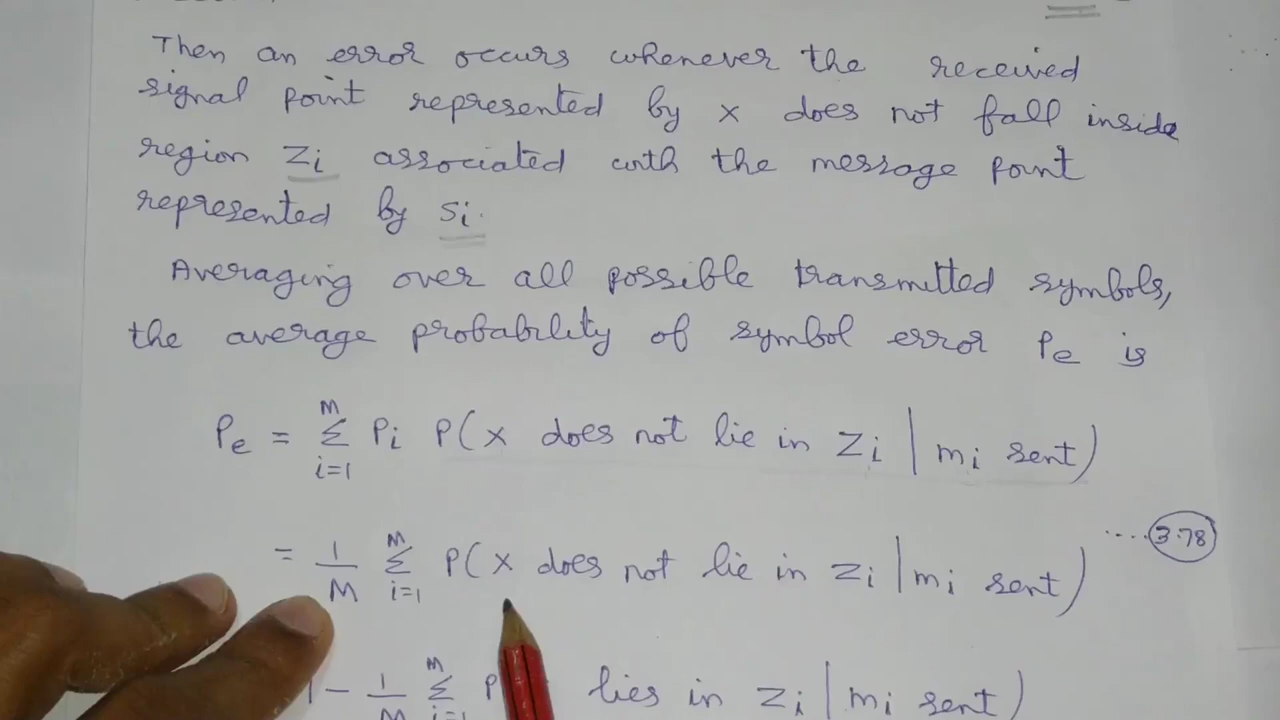 Then an error occurs whenever the received
signal point represented by x does not fall inside
region Zi associated with the message point
represented by si.
Averaging over all possible transmitted symbols,
the average probability of symbol error Pe is
Pe = M Σ i=1 Pi P(x does not lie in Zi | mi sent)
= 1/M M Σ i=1 P(x does not lie in Zi | mi sent) ....(3.78)
1 - 1/M M Σ i=1 P lies in Zi | mi sent)